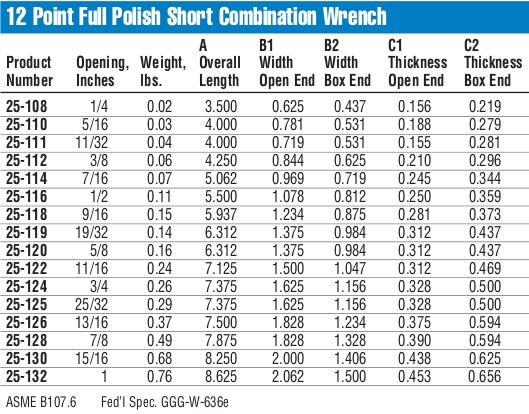 12 Point Full Polish Short Combination Wrench
A B1 B2 C1 C2
Product Opening, Weight, Overall Width Width Thickness Thickness
Number Inches lbs. Length Open End Box End Open End Box End
25-108 1/4 0.02 3.500 0.625 0.437 0.156 0.219
25-110 5/16 0.03 4.000 0.781 0.531 0.188 0.279
25-111 11/32 0.04 4.000 0.719 0.531 0.155 0.281
25-112 3/8 0.06 4.250 0.844 0.625 0.210 0.296
25-114 7/16 0.07 5.062 0.969 0.719 0.245 0.344
25-116 1/2 0.11 5.500 1.078 0.812 0.250 0.359
25-118 9/16 0.15 5.937 1.234 0.875 0.281 0.373
25-119 19/32 0.14 6.312 1.375 0.984 0.312 0.437
25-120 5/8 0.16 6.312 1.375 0.984 0.312 0.437
25-122 11/16 0.24 7.125 1.500 1.047 0.312 0.469
25-124 3/4 0.26 7.375 1.625 1.156 0.328 0.500
25-125 25/32 0.29 7.375 1.625 1.156 0.328 0.500
25-126 13/16 0.37 7.500 1.828 1.234 0.375 0.594
25-128 7/8 0.49 7.875 1.828 1.328 0.390 0.594
25-130 15/16 0.68 8.250 2.000 1.406 0.438 0.625
25-132 1 0.76 8.625 2.062 1.500 0.453 0.656
ASME B107.6 Fed'l Spec. GGG-W-636e